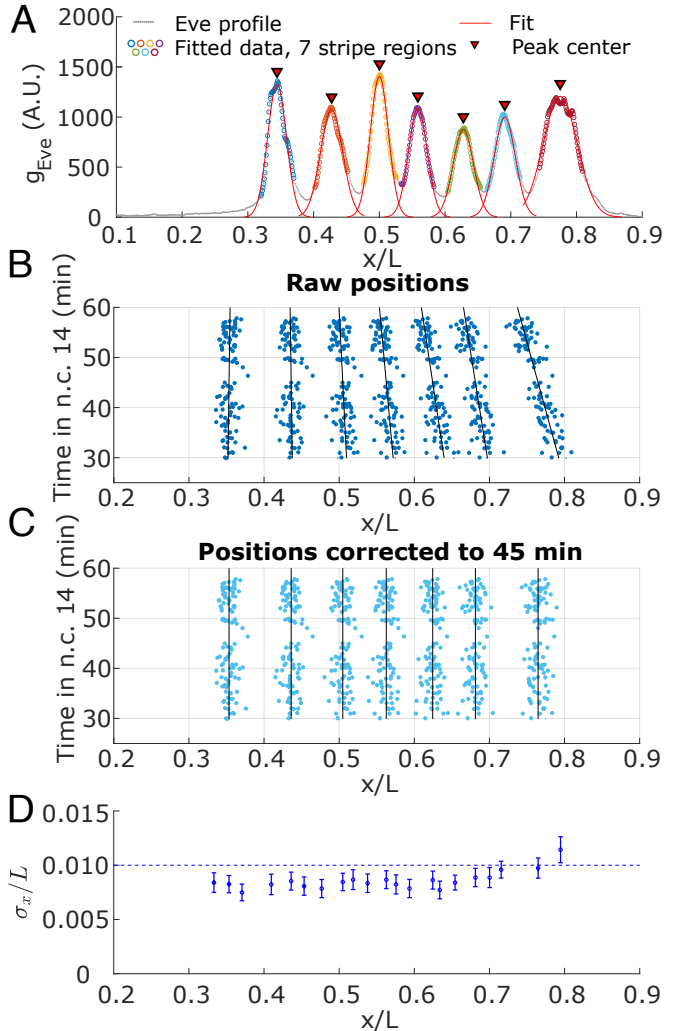 A
Eve profile
Fit
Fitted data, 7 stripe regions
Peak center
g_Eve (A.U.)
1500
1000
500
0
0.1 0.2 0.3 0.4 0.5 0.6 0.7 0.8 0.9
x/L
B
Raw positions
Time in n.c. 14 (min)
60
50
40
30
0.2 0.3 0.4 0.5 0.6 0.7 0.8 0.9
x/L
C
Positions corrected to 45 min
Time in n.c. 14 (min)
60
50
40
30
0.2 0.3 0.4 0.5 0.6 0.7 0.8 0.9
x/L
D
σ_x/L
0.015
0.010
0.005
0
0.2 0.3 0.4 0.5 0.6 0.7 0.8 0.9
x/L